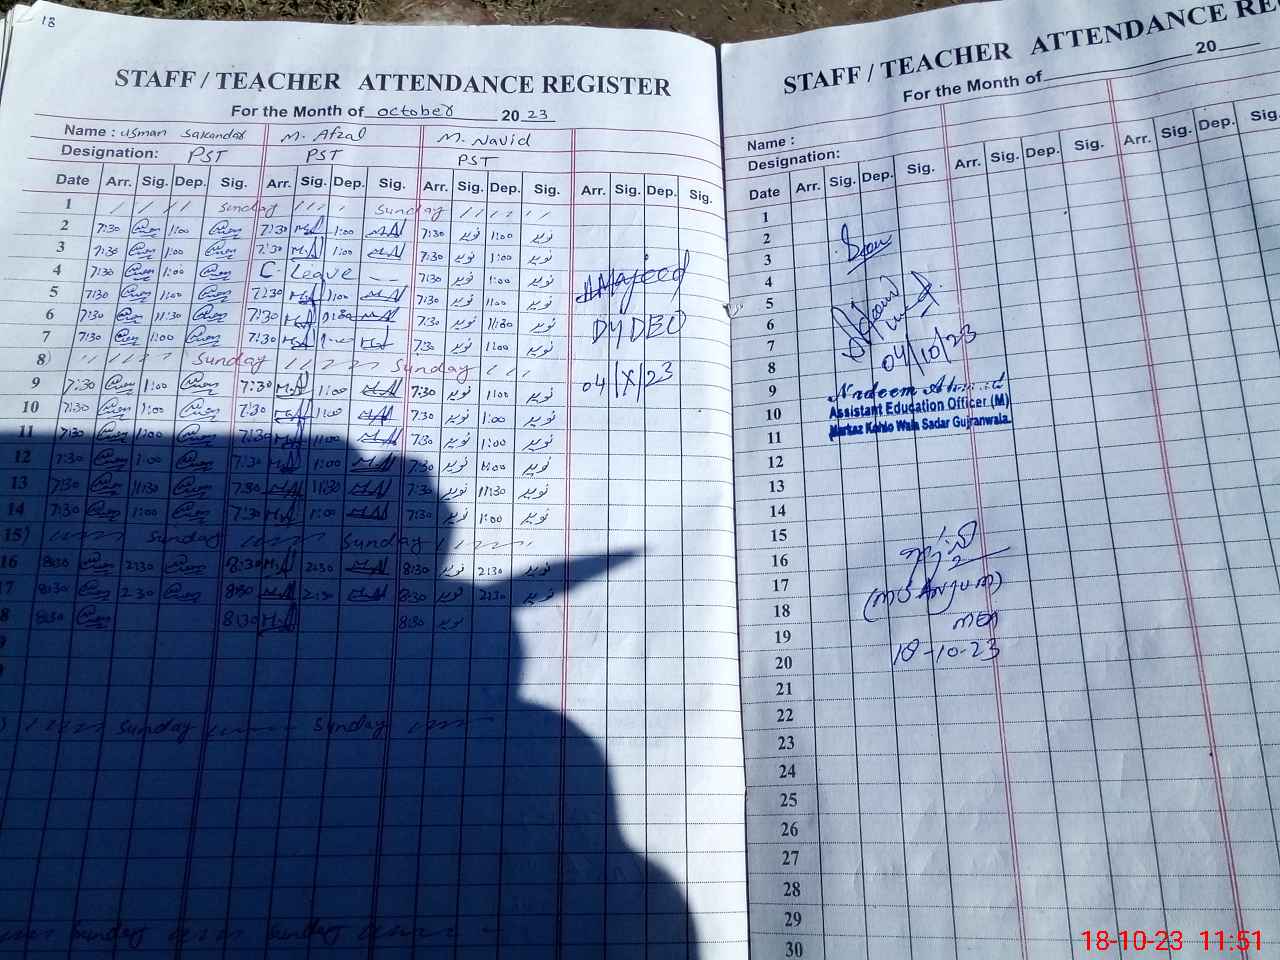 18
STAFF / TEACHER ATTENDANCE REGISTER
For the Month of october 2023
Name : usman sakandar M. Afzal M. Navid
Designation: PST PST PST
Date Arr. Sig. Dep. Sig. Arr. Sig. Dep. Sig. Arr. Sig. Dep. Sig. Arr. Sig. Dep. Sig.
1 Sunday Sunday
2 7:30 1:00 7:30 M.A 1:00 M.A 7:30 نوید 1:00 نوید
3 7:30 1:00 7:30 M.A 1:00 M.A 7:30 نوید 1:00 نوید
4 7:30 1:00 C. Leave 7:30 نوید 1:00 نوید
5 7:30 1:00 7:30 M.A 1:00 M.A 7:30 نوید 1:00 نوید
6 7:30 11:30 7:30 M.A 11:30 M.A 7:30 نوید 11:30 نوید
7 7:30 1:00 7:30 M.A M.A 7:30 نوید 1:00 نوید
8) Sunday Sunday
9 7:30 1:00 7:30 M.A 1:00 M.A 7:30 نوید 1:00 نوید
10 7:30 1:00 7:30 M.A 1:00 M.A 7:30 نوید 1:00 نوید
11 7:30 1:00 7:30 M.A 1:00 M.A 7:30 نوید 1:00 نوید
12 7:30 1:00 7:30 M.A 1:00 M.A 7:30 نوید 1:00 نوید
13 7:30 11:30 7:30 M.A 11:30 M.A 7:30 نوید 11:30 نوید
14 7:30 1:00 7:30 M.A 1:00 M.A 7:30 نوید 1:00 نوید
15) Sunday Sunday
16 8:30 2:30 8:30 M.A 2:30 M.A 8:30 نوید 2:30 نوید
17 8:30 2:30 8:30 M.A 2:30 M.A 8:30 نوید 2:30 نوید
8 8:30 8:30 M.A 8:30 نوید
9
Sunday Sunday
Sunday Sunday
AMajeed
DYDEO
04/X/23
STAFF / TEACHER ATTENDANCE REG
For the Month of 20
Name :
Designation:
Date Arr. Sig. Dep. Sig. Arr. Sig. Dep. Sig. Arr. Sig. Dep. Sig.
1
2
3
4
5
6
7
8
9
10
11
12
13
14
15
16
17
18
19
20
21
22
23
24
25
26
27
28
29
30
04/10/23
Nadeem
Assistant Education Officer (M)
Markaz Kohlo Wala Sadar Gujranwala.
(MS ANJUM)
MEA
18-10-23
18-10-23 11:51